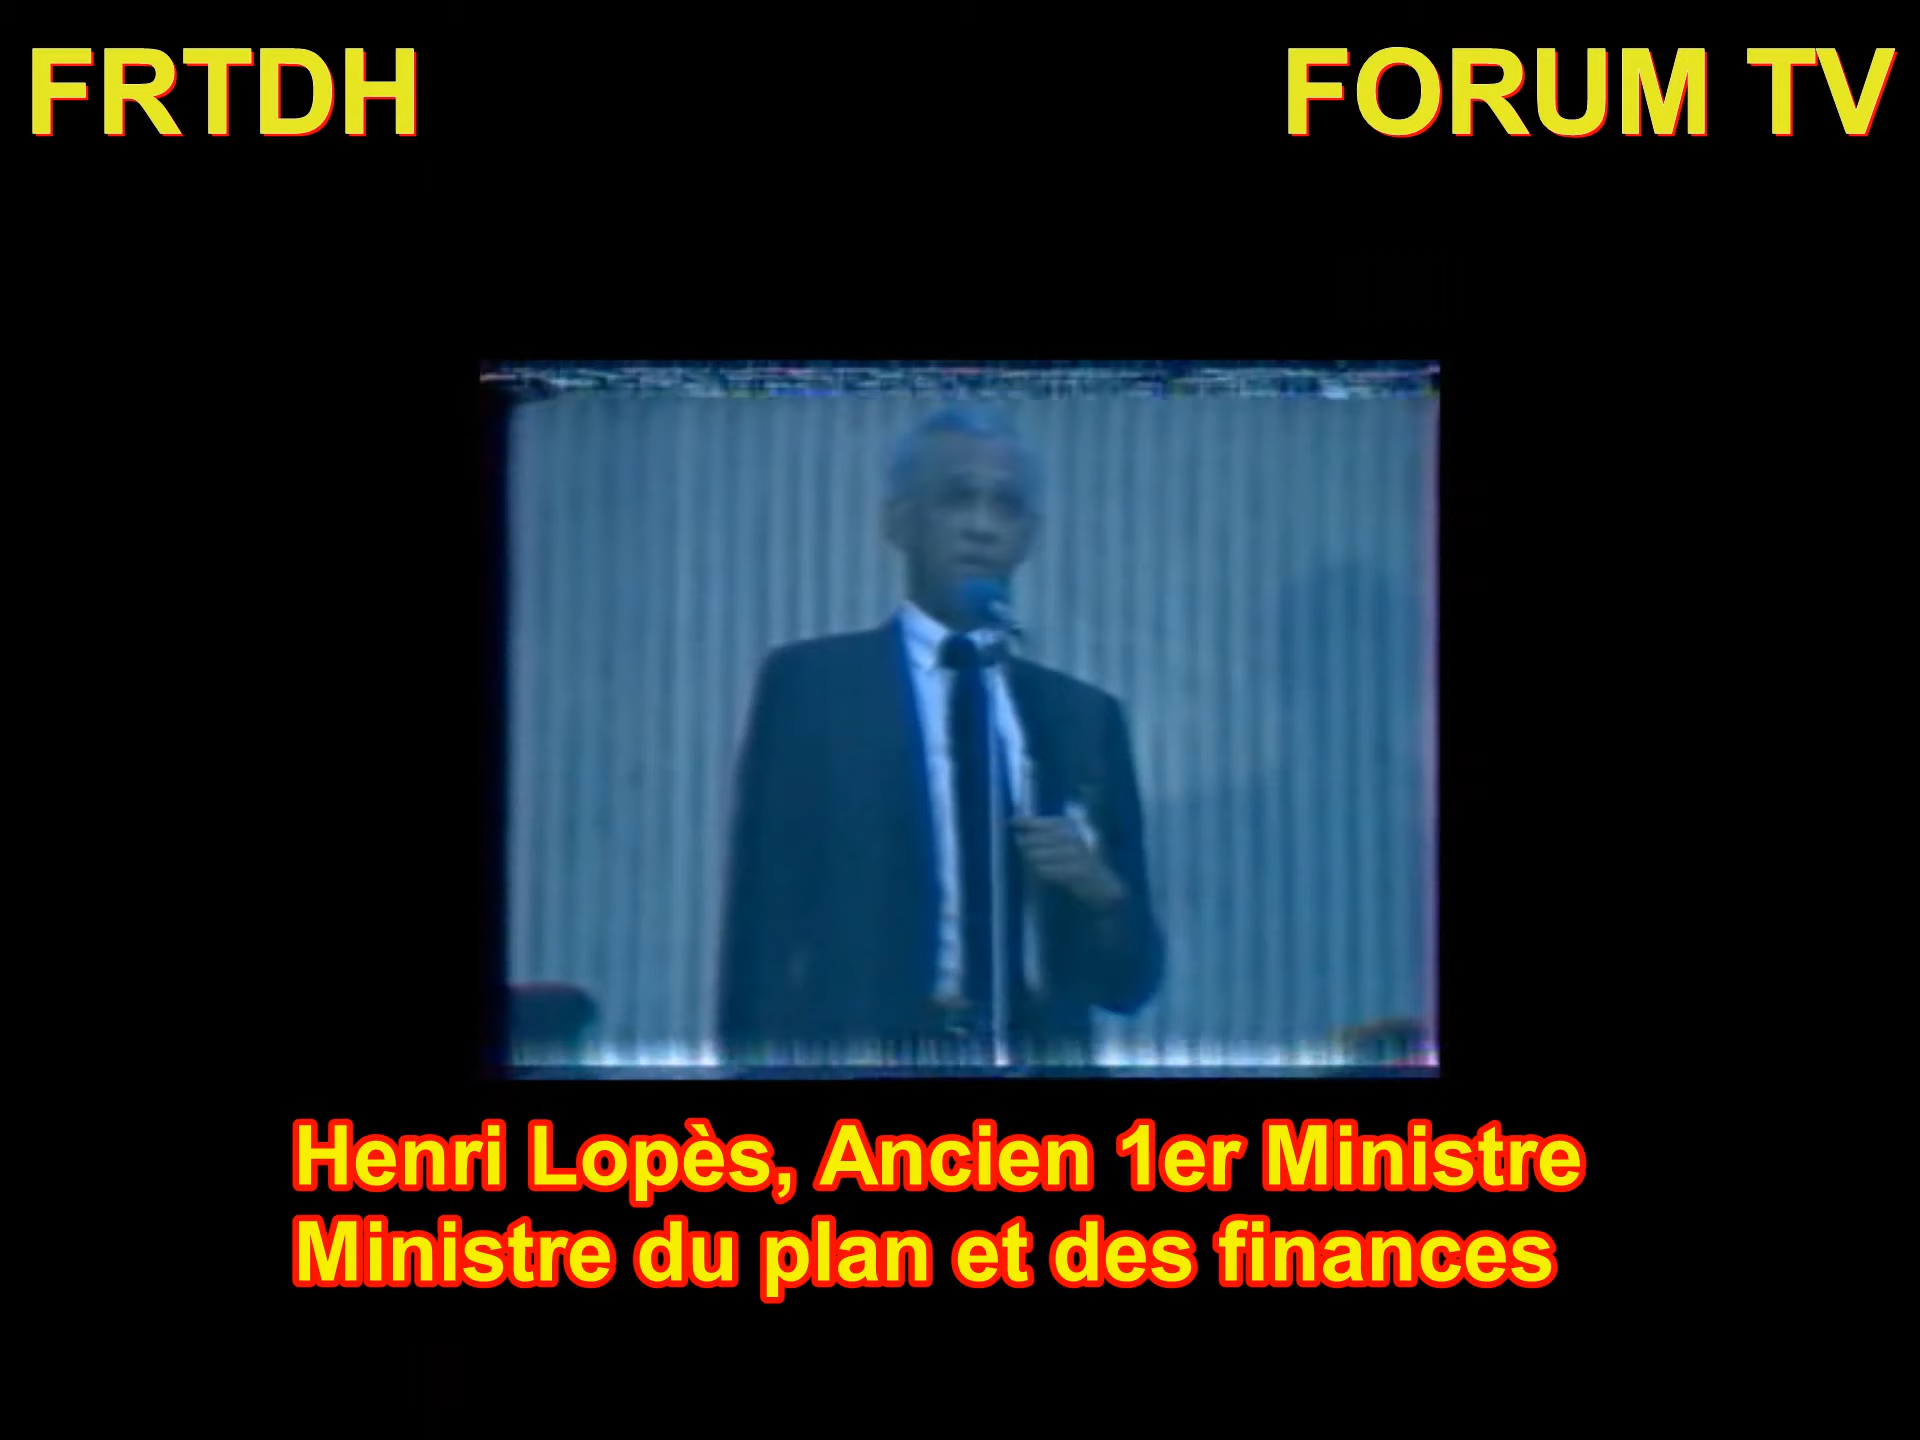 FRTDH
FORUM TV
Henri Lopès, Ancien 1er Ministre
Ministre du plan et des finances